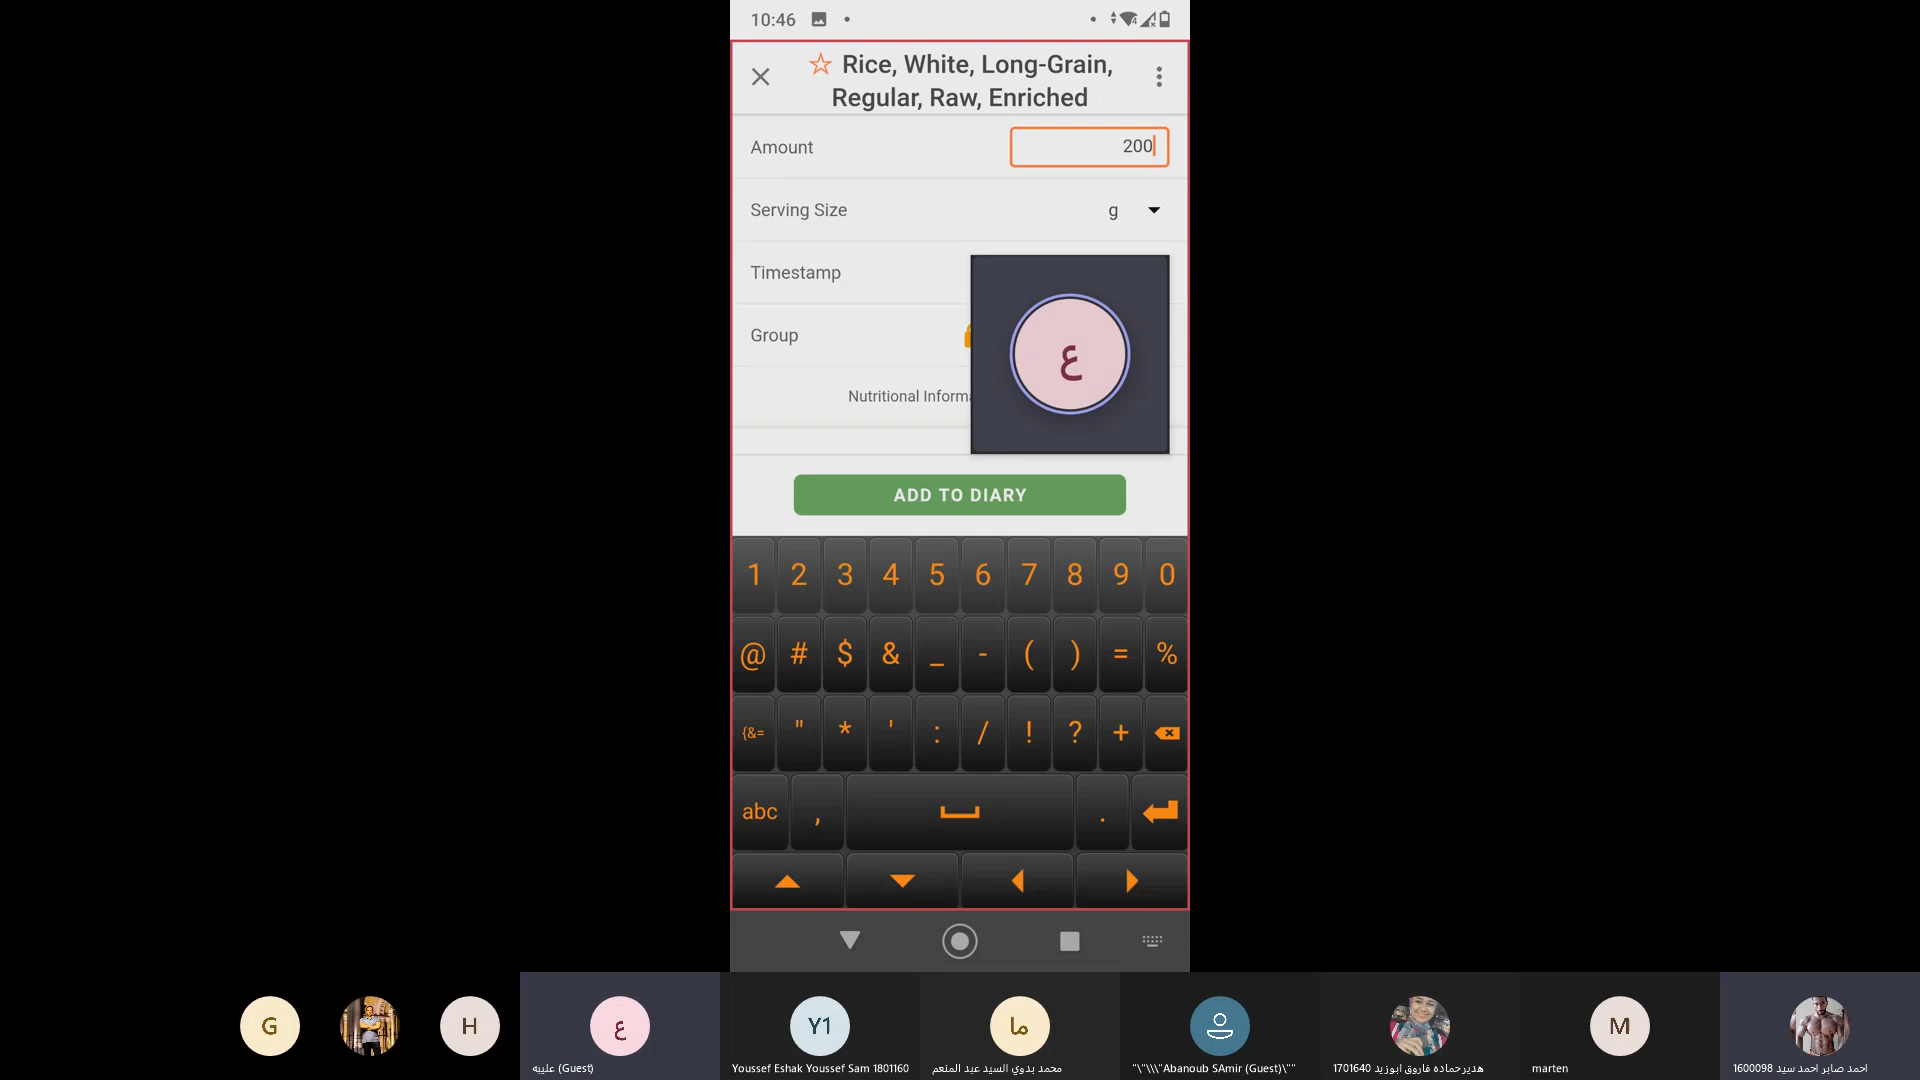 10:46
Rice, White, Long-Grain,
Regular, Raw, Enriched
Amount
200
Serving Size
g
Timestamp
Group
ع
Nutritional Informa
ADD TO DIARY
1 2 3 4 5 6 7 8 9 0
@ # $ & _ - ( ) = %
{&= " * ' : / ! ? +
abc , .
G
H
ع
Y1
ما
M
عليبه (Guest)
Youssef Eshak Youssef Sam 1801160
محمد بدوي السيد عبد المنعم
"\"\\\"Abanoub SAmir (Guest)\""
هديرحماده فاروق ابوزيد 1701640
marten
احمد صابر احمد سيد 1600098